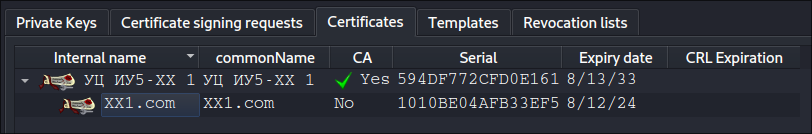 Private Keys Certificate signing requests Certificates Templates Revocation lists
Internal name commonName CA Serial Expiry date CRL Expiration
УЦ ИУ5-XX 1 УЦ ИУ5-XX 1 Yes 594DF772CFD0E161 8/13/33
XX1.com XX1.com No 1010BE04AFB33EF5 8/12/24